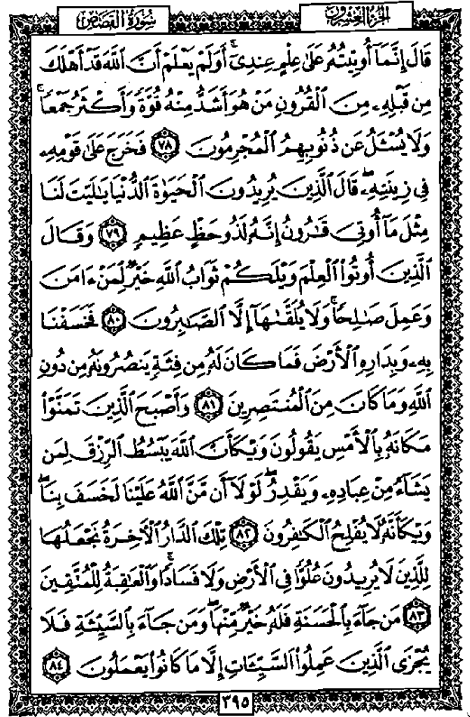 الجزء العشرون سورة القصص
قَالَ إِنَّمَآ أُوتِيتُهُۥ عَلَىٰ عِلْمٍ عِندِىٓ ۚ أَوَلَمْ يَعْلَمْ أَنَّ ٱللَّهَ قَدْ أَهْلَكَ
مِن قَبْلِهِۦ مِنَ ٱلْقُرُونِ مَنْ هُوَ أَشَدُّ مِنْهُ قُوَّةً وَأَكْثَرُ جَمْعًا ۚ
وَلَا يُسْـَٔلُ عَن ذُنُوبِهِمُ ٱلْمُجْرِمُونَ ٧٨ فَخَرَجَ عَلَىٰ قَوْمِهِۦ
فِى زِينَتِهِۦ ۖ قَالَ ٱلَّذِينَ يُرِيدُونَ ٱلْحَيَوٰةَ ٱلدُّنْيَا يَـٰلَيْتَ لَنَا
مِثْلَ مَآ أُوتِىَ قَـٰرُونُ إِنَّهُۥ لَذُو حَظٍّ عَظِيمٍ ٧٩ وَقَالَ
ٱلَّذِينَ أُوتُوا۟ ٱلْعِلْمَ وَيْلَكُمْ ثَوَابُ ٱللَّهِ خَيْرٌ لِّمَنْ ءَامَنَ
وَعَمِلَ صَـٰلِحًا وَلَا يُلَقَّىٰهَآ إِلَّا ٱلصَّـٰبِرُونَ ٨٠ فَخَسَفْنَا
بِهِۦ وَبِدَارِهِ ٱلْأَرْضَ فَمَا كَانَ لَهُۥ مِن فِئَةٍ يَنصُرُونَهُۥ مِن دُونِ
ٱللَّهِ وَمَا كَانَ مِنَ ٱلْمُنتَصِرِينَ ٨١ وَأَصْبَحَ ٱلَّذِينَ تَمَنَّوْا۟
مَكَانَهُۥ بِٱلْأَمْسِ يَقُولُونَ وَيْكَأَنَّ ٱللَّهَ يَبْسُطُ ٱلرِّزْقَ لِمَن
يَشَآءُ مِنْ عِبَادِهِۦ وَيَقْدِرُ ۖ لَوْلَآ أَن مَّنَّ ٱللَّهُ عَلَيْنَا لَخَسَفَ بِنَا ۖ
وَيْكَأَنَّهُۥ لَا يُفْلِحُ ٱلْكَـٰفِرُونَ ٨٢ تِلْكَ ٱلدَّارُ ٱلْـَٔاخِرَةُ نَجْعَلُهَا
لِلَّذِينَ لَا يُرِيدُونَ عُلُوًّا فِى ٱلْأَرْضِ وَلَا فَسَادًا ۚ وَٱلْعَـٰقِبَةُ لِلْمُتَّقِينَ
٨٣ مَن جَآءَ بِٱلْحَسَنَةِ فَلَهُۥ خَيْرٌ مِّنْهَا ۖ وَمَن جَآءَ بِٱلسَّيِّئَةِ فَلَا
يُجْزَى ٱلَّذِينَ عَمِلُوا۟ ٱلسَّيِّـَٔاتِ إِلَّا مَا كَانُوا۟ يَعْمَلُونَ ٨٤
٣٩٥